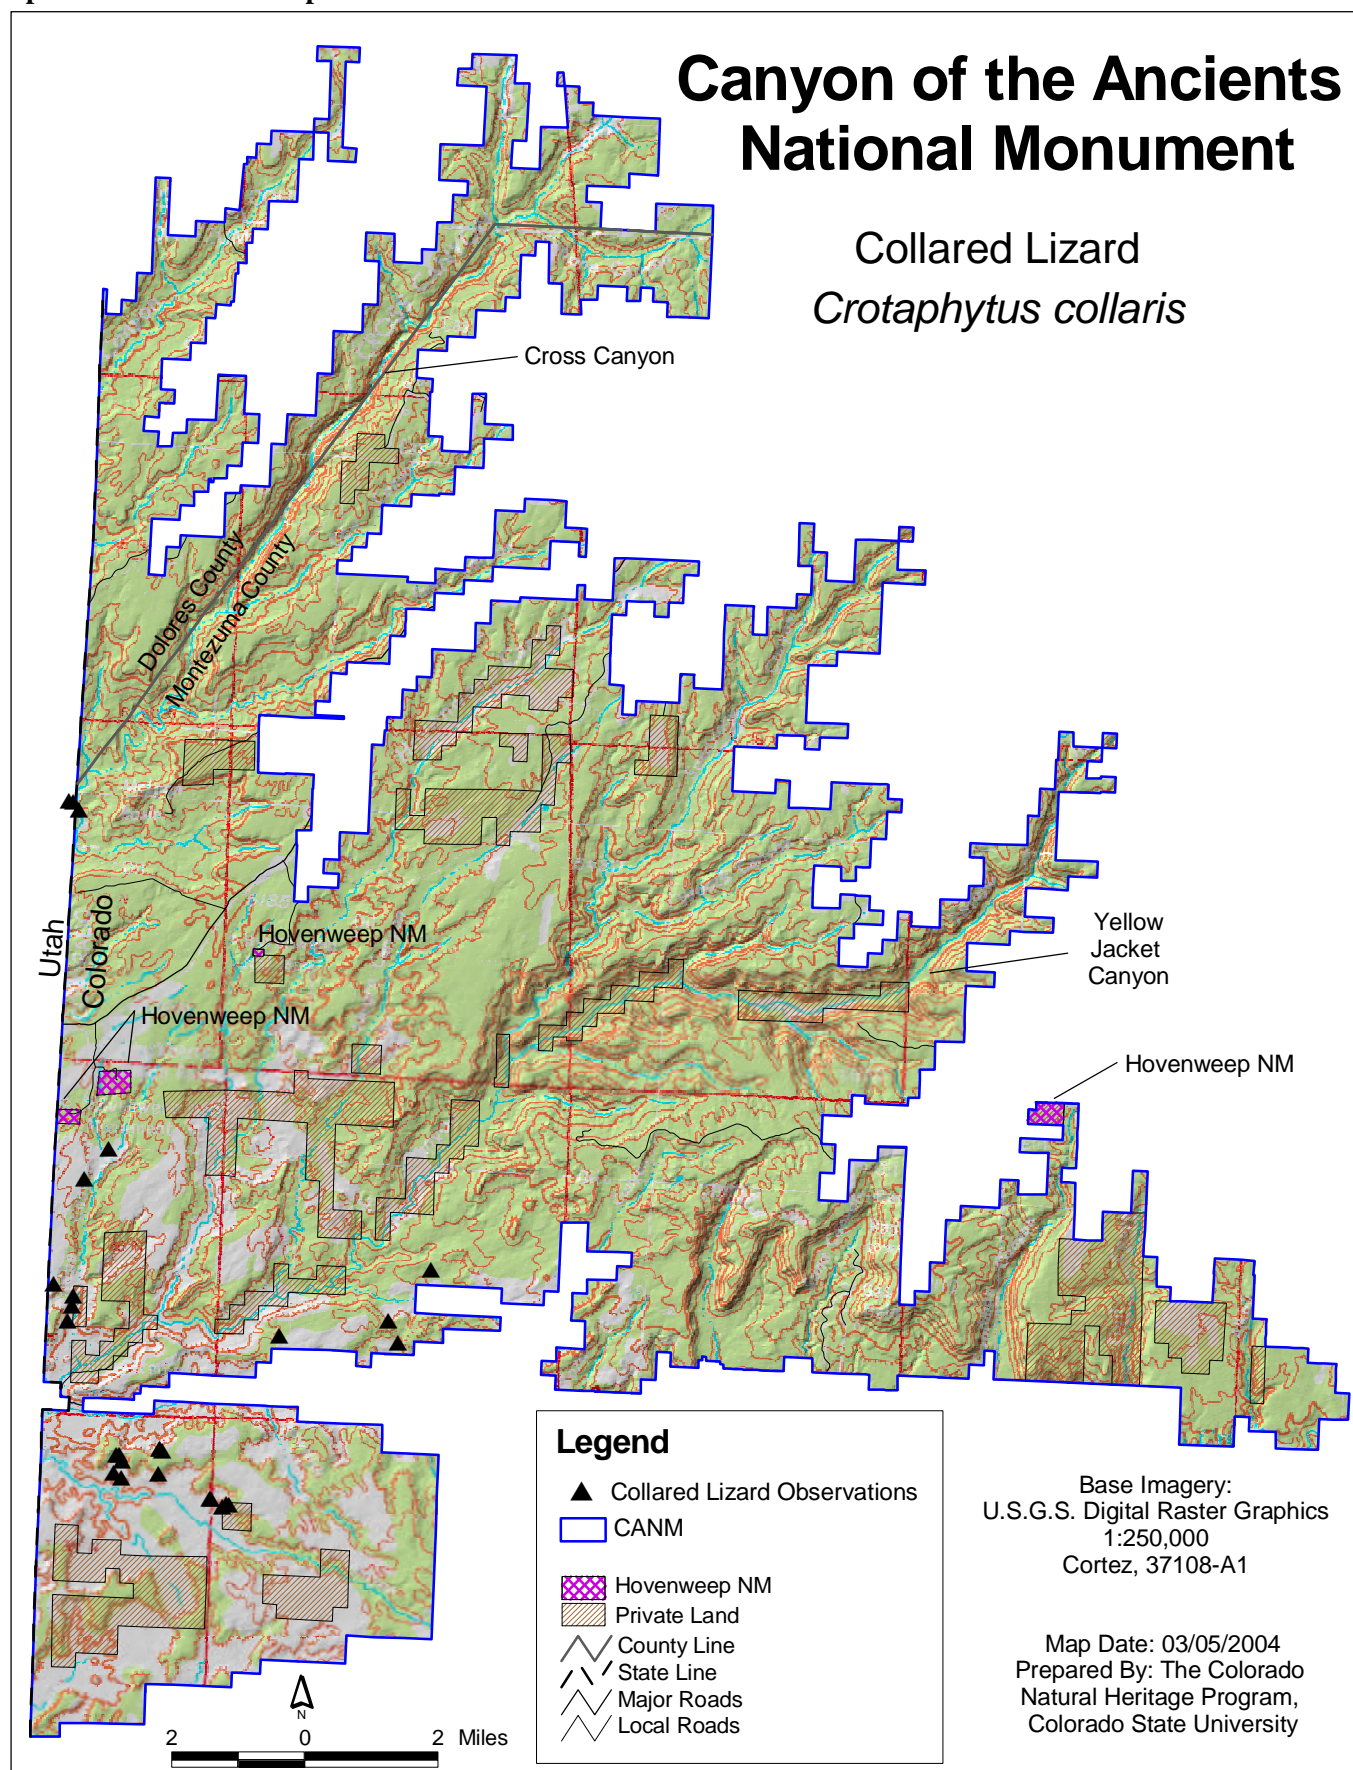 Canyon of the Ancients
National Monument
Collared Lizard
Crotaphytus collaris
Cross Canyon
Dolores County
Montezuma County
Utah
Colorado
Hovenweep NM
Hovenweep NM
Yellow
Jacket
Canyon
Hovenweep NM
Legend
Collared Lizard Observations
CANM
Hovenweep NM
Private Land
County Line
State Line
Major Roads
Local Roads
Base Imagery:
U.S.G.S. Digital Raster Graphics
1:250,000
Cortez, 37108-A1
Map Date: 03/05/2004
Prepared By: The Colorado
Natural Heritage Program,
Colorado State University
N
2 0 2 Miles